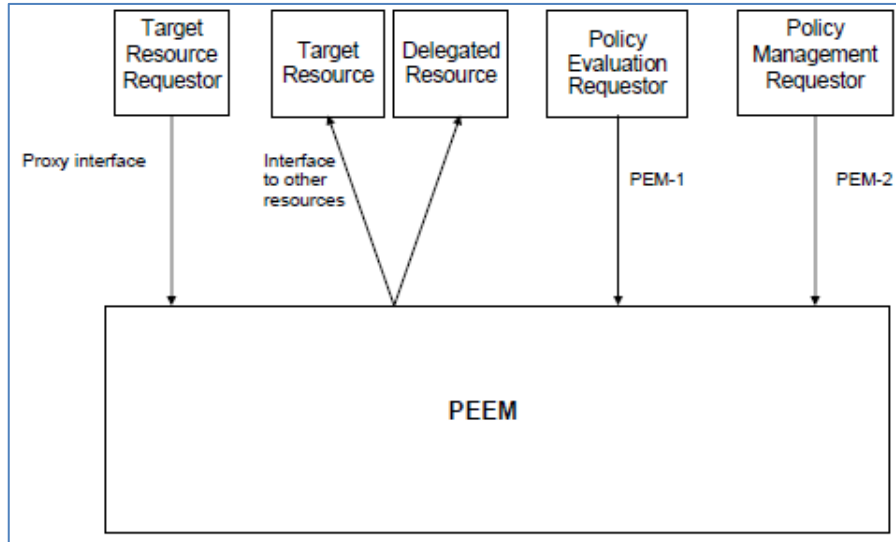 Target
Resource
Requestor
Target
Resource
Delegated
Resource
Policy
Evaluation
Requestor
Policy
Management
Requestor
Proxy interface
Interface
to other
resources
PEM-1
PEM-2
PEEM